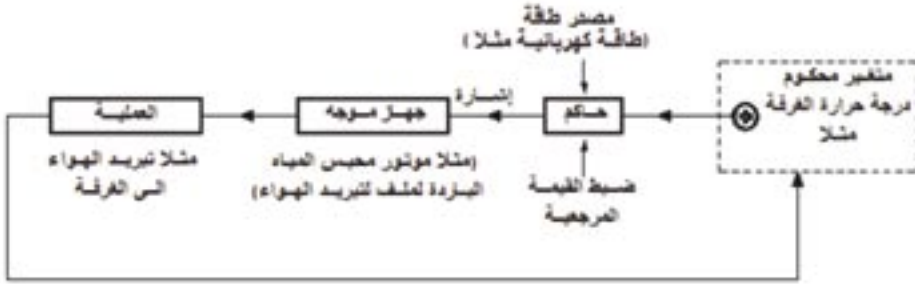 مصدر طاقة
(طاقة كهربائية مثلا)
متغير محكوم
درجة حرارة الغرفة
مثلا
حاكم
إشارة
جهاز موجه
العملية
ضبط القيمة
المرجعية
(مثلا موتور محبس المياه
الباردة لملف لتبريد الهواء)
مثلا تبريد الهواء
الى الغرفة